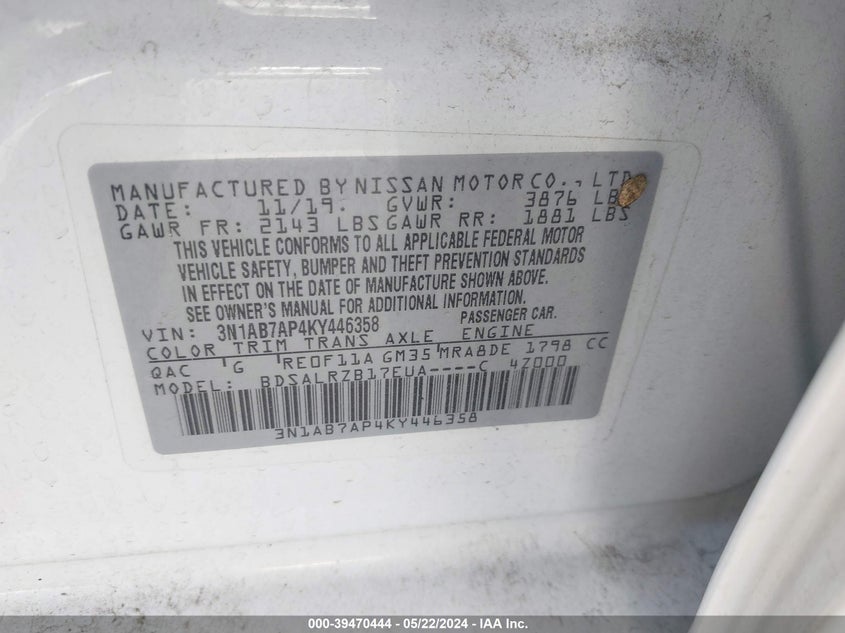 MANUFACTURED BY NISSAN MOTOR CO., LTD.
DATE: 11/19. GVWR: 3876 LBS
GAWR FR: 2143 LBS GAWR RR: 1881 LBS
THIS VEHICLE CONFORMS TO ALL APPLICABLE FEDERAL MOTOR
VEHICLE SAFETY, BUMPER AND THEFT PREVENTION STANDARDS
IN EFFECT ON THE DATE OF MANUFACTURE SHOWN ABOVE.
SEE OWNER'S MANUAL FOR ADDITIONAL INFORMATION.
VIN: 3N1AB7AP4KY446358 PASSENGER CAR.
COLOR TRIM TRANS AXLE ENGINE
QAC 'G RE0F11A GM35 'MRA8DE 1798 CC
MODEL: BDSALRZB17EUA----C 4Z000
3N1AB7AP4KY446358
000-39470444 - 05/22/2024 - IAA Inc.